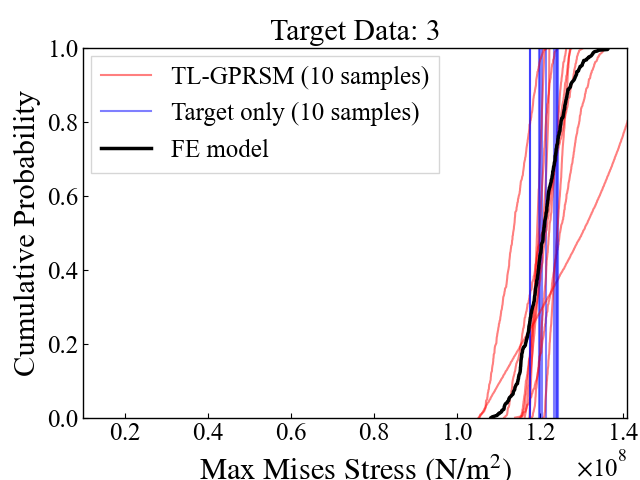 Target Data: 3
TL-GPRSM (10 samples)
Target only (10 samples)
FE model
Cumulative Probability
1.0
0.8
0.6
0.4
0.2
0.0
0.2 0.4 0.6 0.8 1.0 1.2 1.4
×10⁸
Max Mises Stress (N/m²)